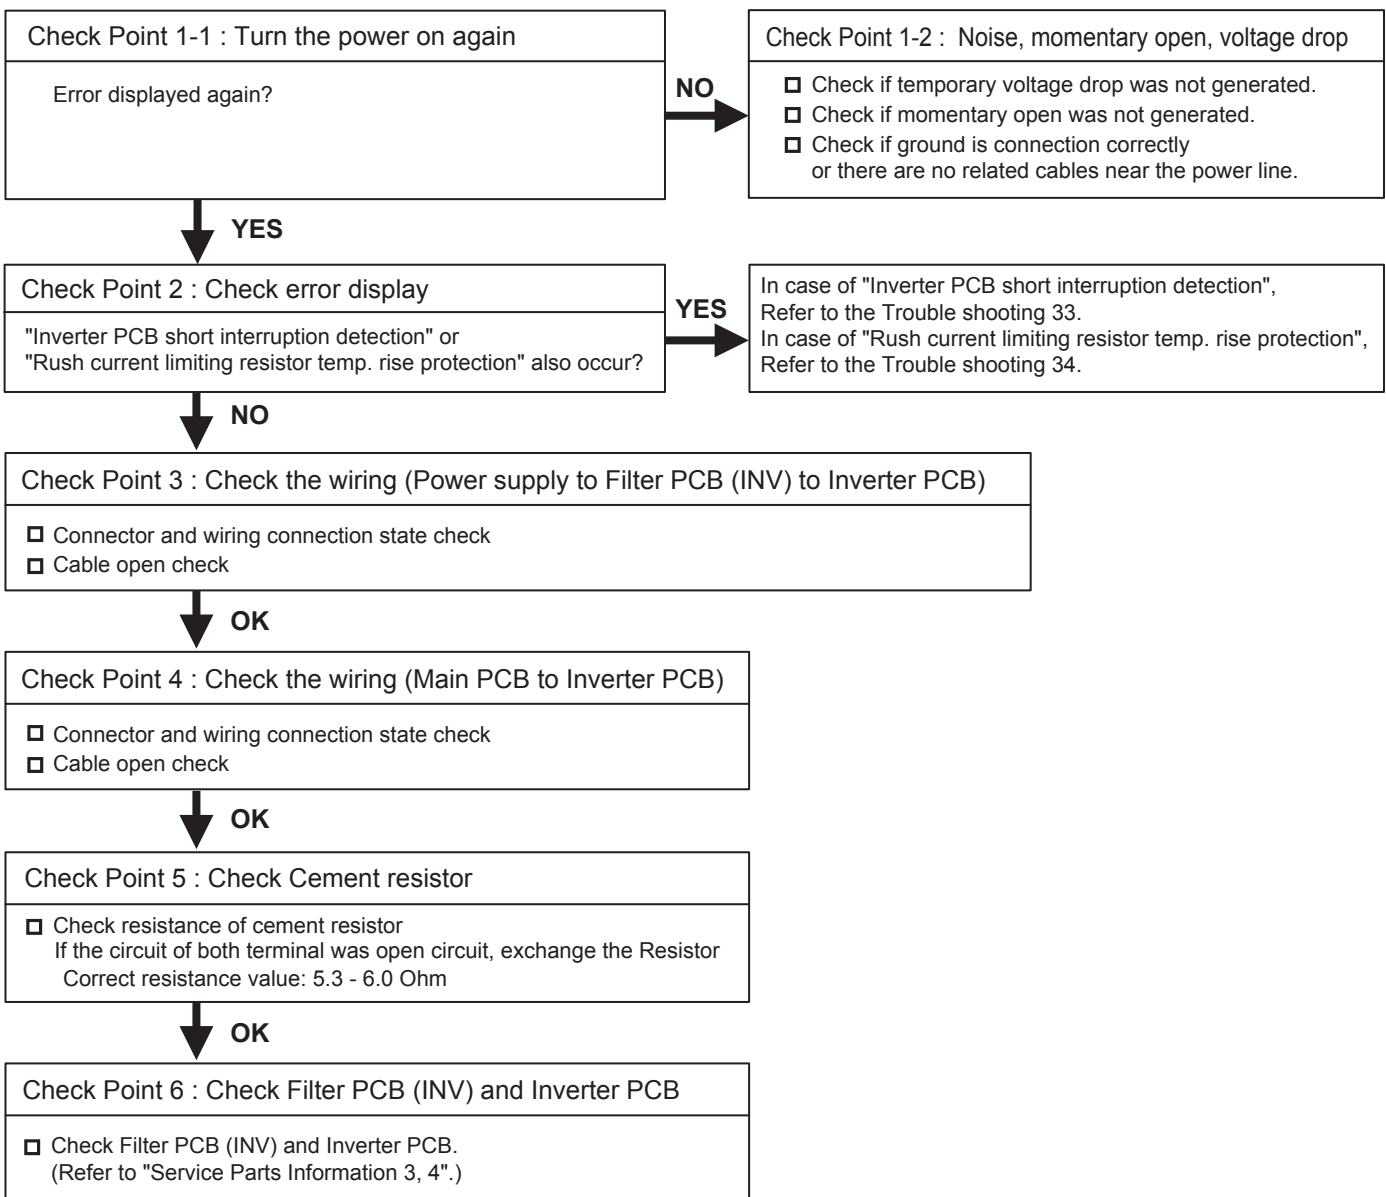 Check Point 1-1 : Turn the power on again
Error displayed again?
NO
Check Point 1-2 :  Noise, momentary open, voltage drop
Check if temporary voltage drop was not generated.
Check if momentary open was not generated.
Check if ground is connection correctly
or there are no related cables near the power line.
YES
Check Point 2 : Check error display
"Inverter PCB short interruption detection" or
"Rush current limiting resistor temp. rise protection" also occur?
YES
In case of "Inverter PCB short interruption detection",
Refer to the Trouble shooting 33.
In case of "Rush current limiting resistor temp. rise protection",
Refer to the Trouble shooting 34.
NO
Check Point 3 : Check the wiring (Power supply to Filter PCB (INV) to Inverter PCB)
Connector and wiring connection state check
Cable open check
OK
Check Point 4 : Check the wiring (Main PCB to Inverter PCB)
Connector and wiring connection state check
Cable open check
OK
Check Point 5 : Check Cement resistor
Check resistance of cement resistor
If the circuit of both terminal was open circuit, exchange the Resistor
Correct resistance value: 5.3 - 6.0 Ohm
OK
Check Point 6 : Check Filter PCB (INV) and Inverter PCB
Check Filter PCB (INV) and Inverter PCB.
(Refer to "Service Parts Information 3, 4".)